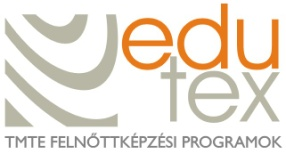 edu
tex
TMTE FELNŐTTKÉPZÉSI PROGRAMOK